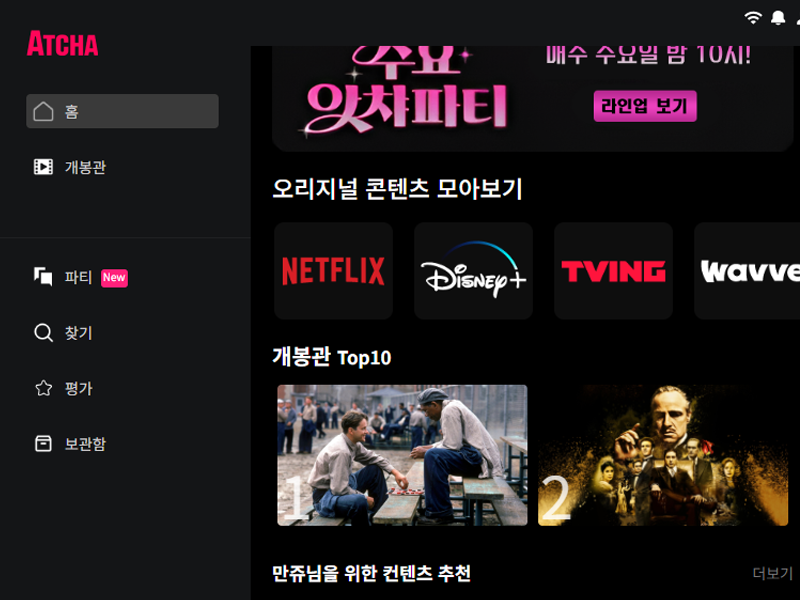 ATCHA
홈
개봉관
파티 New
찾기
평가
보관함
수요
앗챠파티
매주 수요일 밤 10시!
라인업 보기
오리지널 콘텐츠 모아보기
NETFLIX
Disney+
TVING
Wavve
개봉관 Top10
1
2
만쥬님을 위한 컨텐츠 추천
더보기